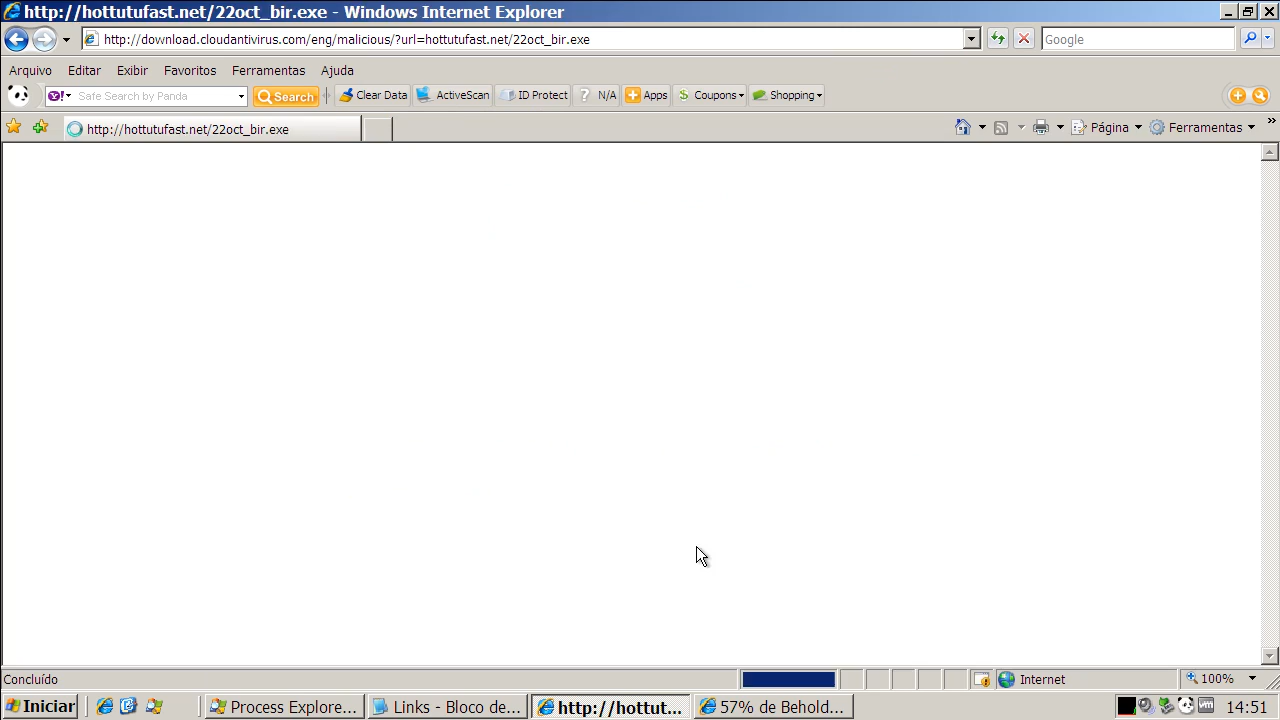 http://hottutufast.net/22oct_bir.exe - Windows Internet Explorer
http://download.cloudantivirus.com/eng/malicious/?url=hottutufast.net/22oct_bir.exe Google
Arquivo Editar Exibir Favoritos Ferramentas Ajuda
Y! Safe Search by Panda Search Clear Data ActiveScan ID Protect ? N/A Apps $ Coupons Shopping
http://hottutufast.net/22oct_bir.exe Página Ferramentas »
Concluído Internet 100%
Iniciar Process Explore... Links - Bloco de... http://hottut... 57% de Behold... vm 14:51